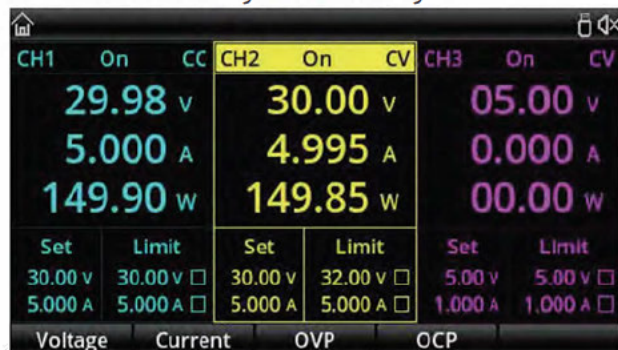 CH1 On CC CH2 On CV CH3 On CV
29.98 V 30.00 V 05.00 V
5.000 A 4.995 A 0.000 A
149.90 W 149.85 W 00.00 W
Set Limit Set Limit Set Limit
30.00 V 30.00 V 30.00 V 32.00 V 5.00 V 5.00 V
5.000 A 5.000 A 5.000 A 5.000 A 1.000 A 1.000 A
Voltage Current OVP OCP